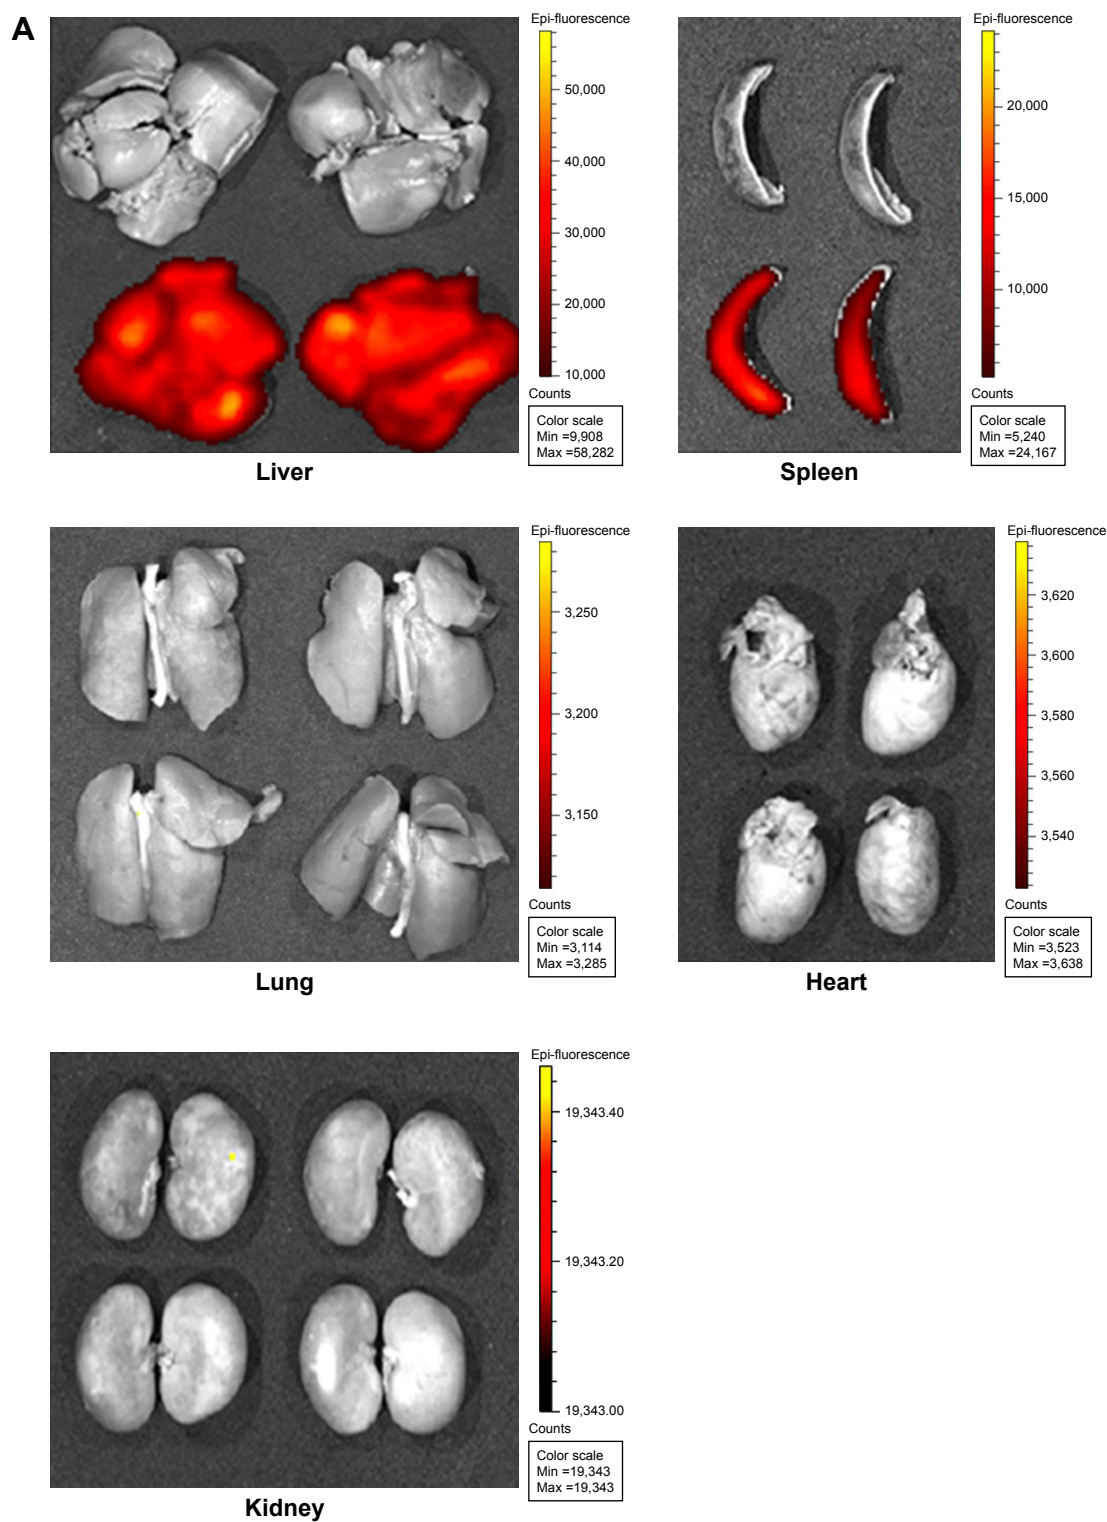 A
Epi-fluorescence
50,000
40,000
30,000
20,000
10,000
Counts
Color scale
Min =9,908
Max =58,282
Liver
Epi-fluorescence
20,000
15,000
10,000
Counts
Color scale
Min =5,240
Max =24,167
Spleen
Epi-fluorescence
3,250
3,200
3,150
Counts
Color scale
Min =3,114
Max =3,285
Lung
Epi-fluorescence
3,620
3,600
3,580
3,560
3,540
Counts
Color scale
Min =3,523
Max =3,638
Heart
Epi-fluorescence
19,343.40
19,343.20
19,343.00
Counts
Color scale
Min =19,343
Max =19,343
Kidney